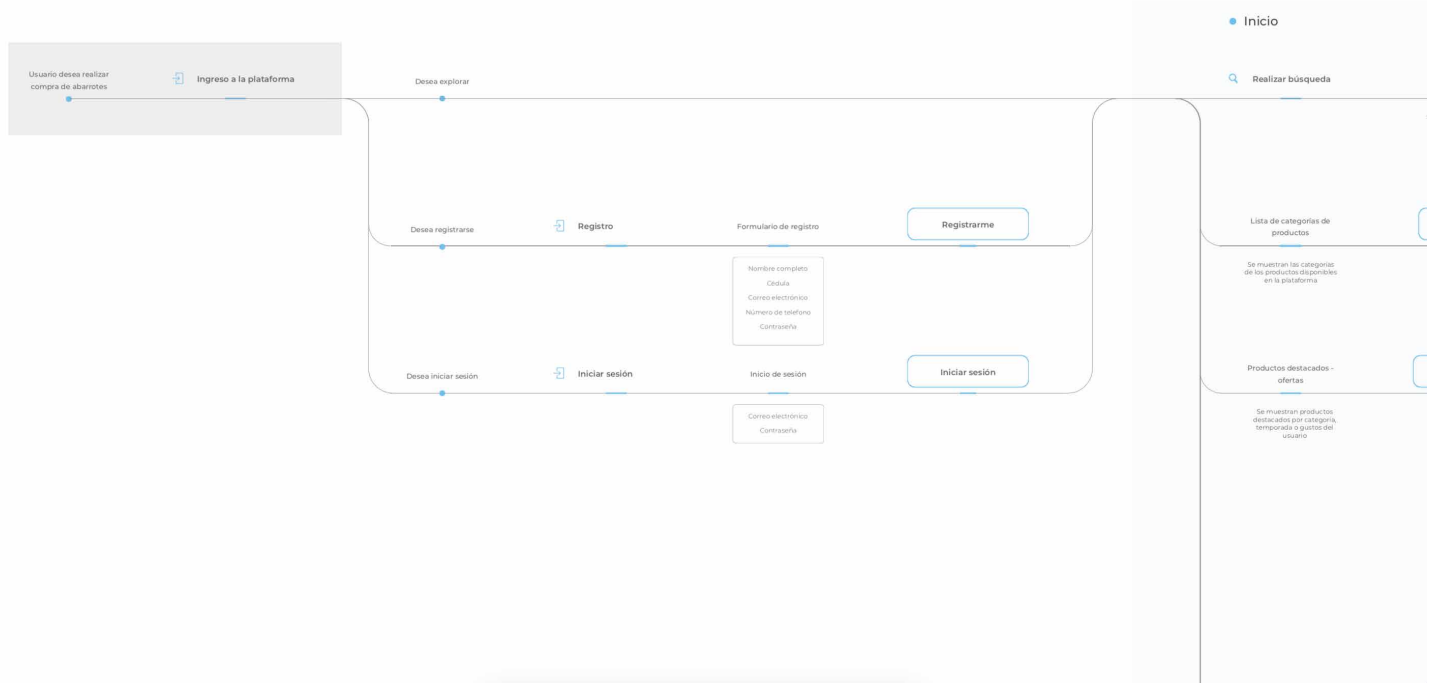 Inicio
Usuario desea realizar
compra de abarrotes
Ingreso a la plataforma
Desea explorar
Realizar búsqueda
Desea registrarse
Registro
Formulario de registro
Registrarme
Nombre completo
Cédula
Correo electrónico
Número de teléfono
Contraseña
Lista de categorías de
productos
Se muestran las categorías
de los productos disponibles
en la plataforma
Desea iniciar sesión
Iniciar sesión
Inicio de sesión
Iniciar sesión
Correo electrónico
Contraseña
Productos destacados -
ofertas
Se muestran productos
destacados por categoría,
temporada o gustos del
usuario